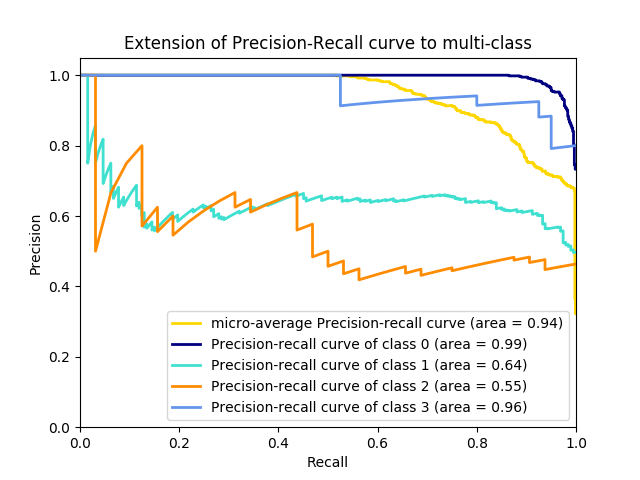 Extension of Precision-Recall curve to multi-class
1.0
0.8
0.6
0.4
0.2
0.0
Precision
micro-average Precision-recall curve (area = 0.94)
Precision-recall curve of class 0 (area = 0.99)
Precision-recall curve of class 1 (area = 0.64)
Precision-recall curve of class 2 (area = 0.55)
Precision-recall curve of class 3 (area = 0.96)
0.0 0.2 0.4 0.6 0.8 1.0
Recall